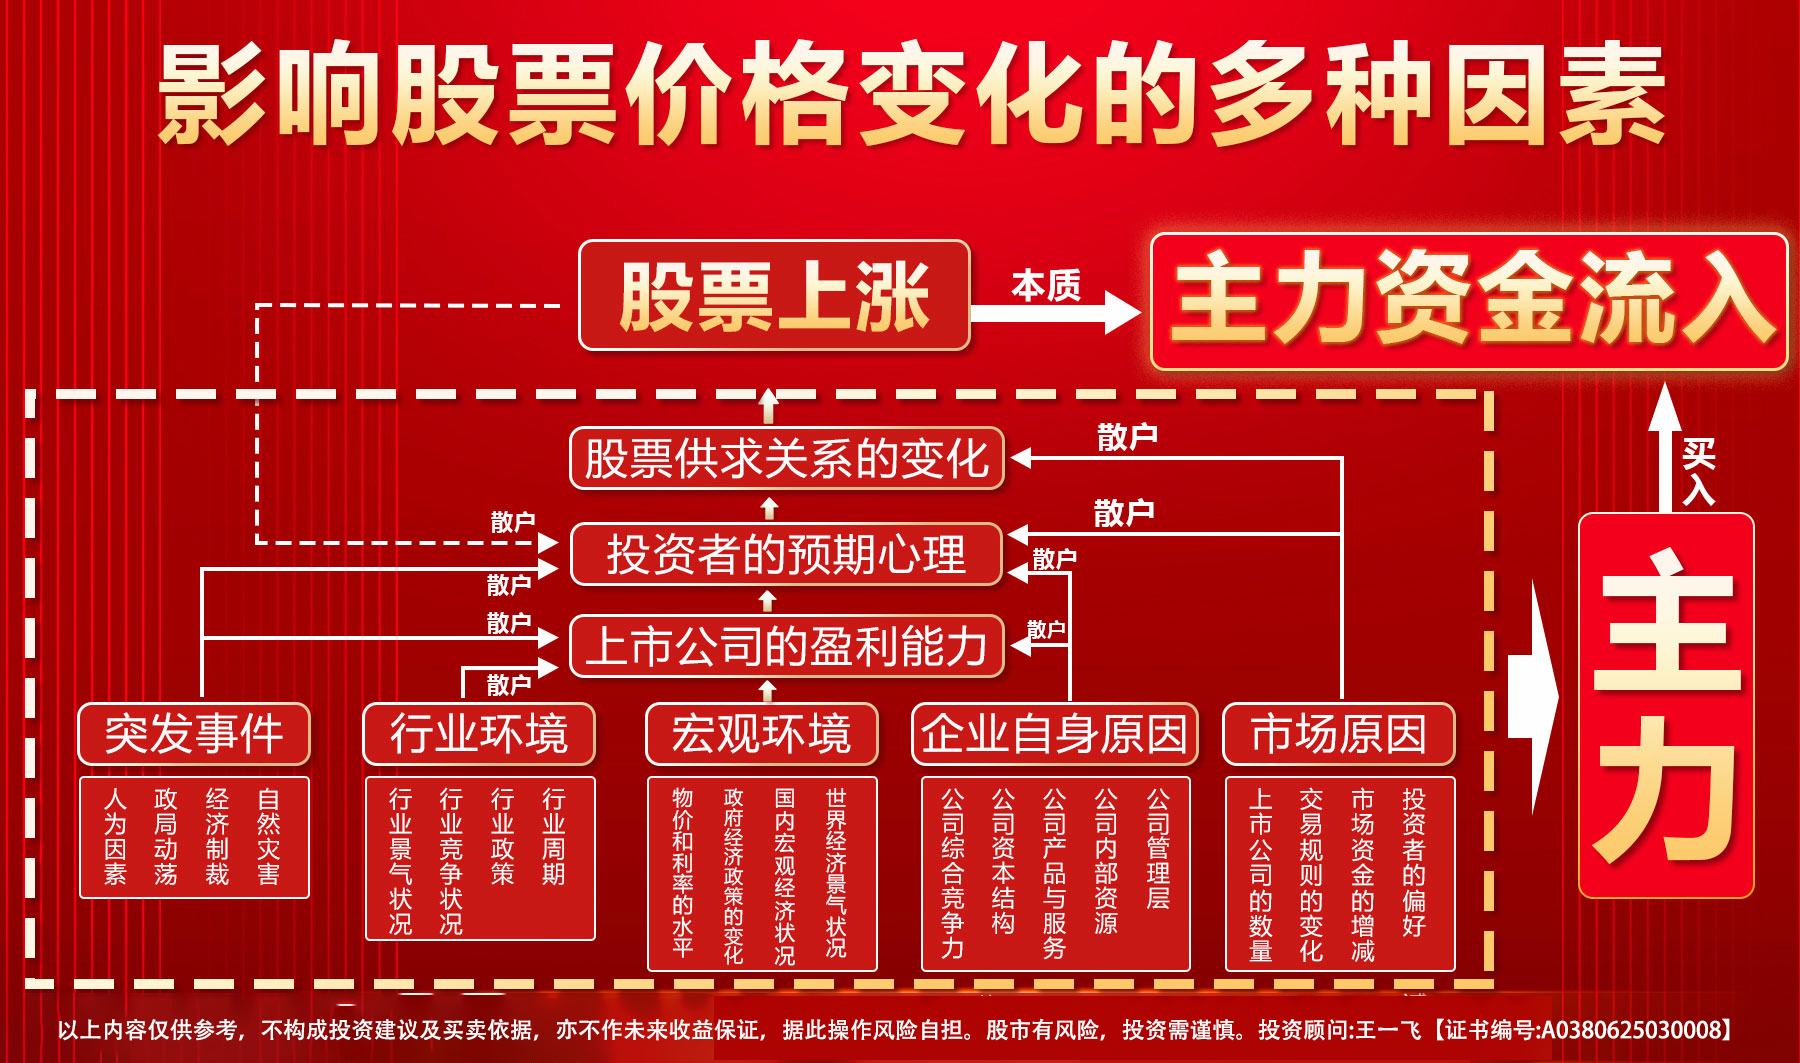 影响股票价格变化的多种因素
股票上涨
本质
主力资金流入
股票供求关系的变化
散户
买入
散户
投资者的预期心理
散户
散户
散户
散户
上市公司的盈利能力
散户
散户
主力
突发事件
行业环境
宏观环境
企业自身原因
市场原因
人为因素
政局动荡
经济制裁
自然灾害
行业景气状况
行业竞争状况
行业政策
行业周期
物价和利率的水平
政府经济政策的变化
国内宏观经济状况
世界经济景气状况
公司综合竞争力
公司资本结构
公司产品与服务
公司内部资源
公司管理层
上市公司的数量
交易规则的变化
市场资金的增减
投资者的偏好
以上内容仅供参考，不构成投资建议及买卖依据，亦不作未来收益保证，据此操作风险自担。股市有风险，投资需谨慎。投资顾问:王一飞【证书编号:A0380625030008】